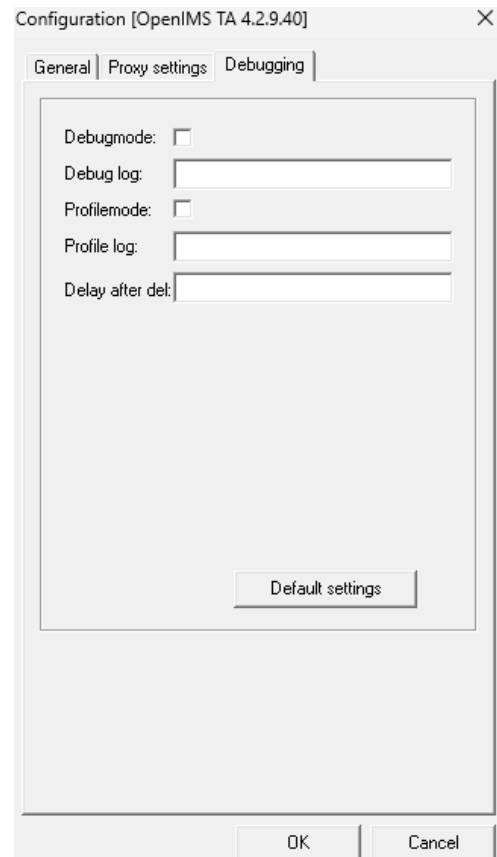 Configuration [OpenIMS TA 4.2.9.40]
General Proxy settings Debugging
Debugmode:
Debug log:
Profilemode:
Profile log:
Delay after del:
Default settings
OK Cancel